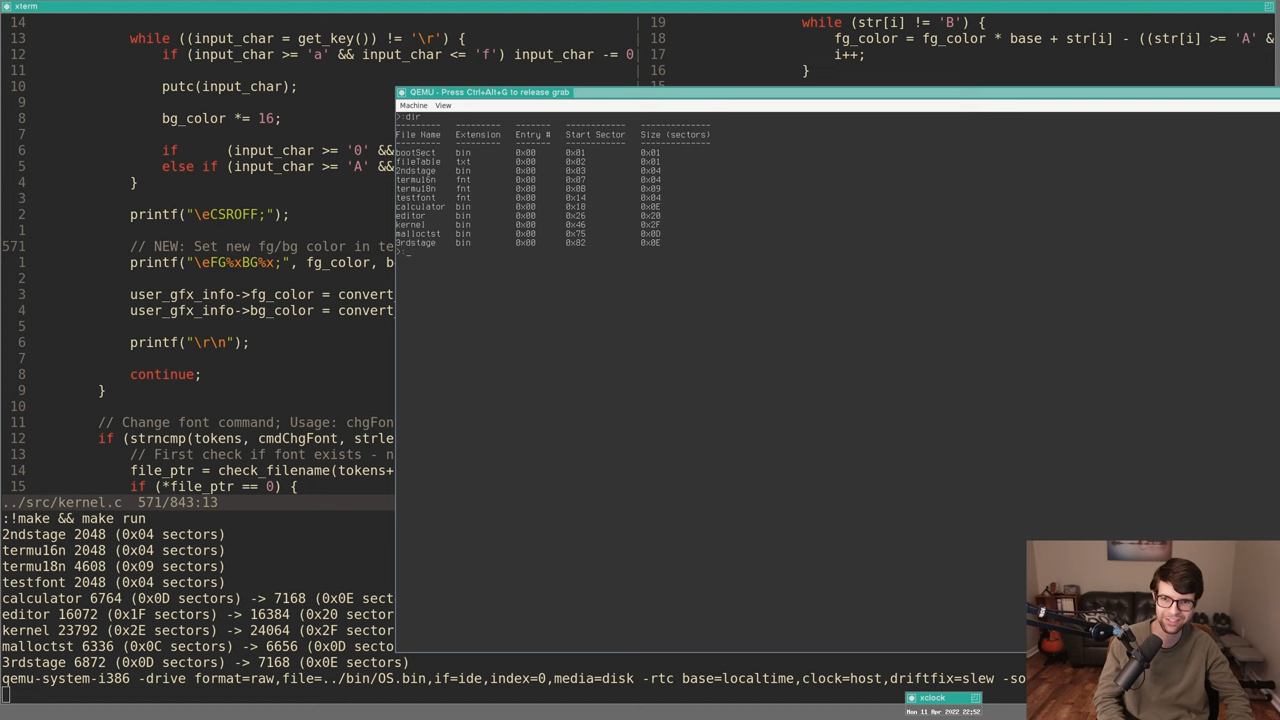 xterm
14
13 while ((input_char = get_key()) != '\r') {
12 if (input_char >= 'a' && input_char <= 'f') input_char -= 0
11
10 putc(input_char);
9
8 bg_color *= 16;
7
6 if (input_char >= '0' &&
5 else if (input_char >= 'A' &&
4 }
3
2 printf("\eCSROFF;");
1
571 // NEW: Set new fg/bg color in te
1 printf("\eFG%xBG%x;", fg_color, b
2
3 user_gfx_info->fg_color = convert_
4 user_gfx_info->bg_color = convert_
5
6 printf("\r\n");
7
8 continue;
9 }
10
11 // Change font command; Usage: chgFon
12 if (strncmp(tokens, cmdChgFont, strle
13 // First check if font exists - n
14 file_ptr = check_filename(tokens+
15 if (*file_ptr == 0) {
../src/kernel.c 571/843:13
:!make && make run
2ndstage 2048 (0x04 sectors)
termu16n 2048 (0x04 sectors)
termu18n 4608 (0x09 sectors)
testfont 2048 (0x04 sectors)
calculator 6764 (0x0D sectors) -> 7168 (0x0E sect
editor 16072 (0x1F sectors) -> 16384 (0x20 sector
kernel 23792 (0x2E sectors) -> 24064 (0x2F sector
malloctst 6336 (0x0C sectors) -> 6656 (0x0D secto
3rdstage 6872 (0x0D sectors) -> 7168 (0x0E sectors)
qemu-system-i386 -drive format=raw,file=../bin/OS.bin,if=ide,index=0,media=disk -rtc base=localtime,clock=host,driftfix=slew -so
19 while (str[i] != 'B') {
18 fg_color = fg_color * base + str[i] - ((str[i] >= 'A' &
17 i++;
16 }
15
QEMU - Press Ctrl+Alt+G to release grab
Machine View
>:dir
File Name Extension Entry # Start Sector Size (sectors)
bootSect bin 0x00 0x01 0x01
fileTable txt 0x00 0x02 0x01
2ndstage bin 0x00 0x03 0x04
termu16n fnt 0x00 0x07 0x04
termu18n fnt 0x00 0x0B 0x09
testfont fnt 0x00 0x14 0x04
calculator bin 0x00 0x18 0x0E
editor bin 0x00 0x26 0x20
kernel bin 0x00 0x46 0x2F
malloctst bin 0x00 0x75 0x0D
3rdstage bin 0x00 0x82 0x0E
>:_
xclock
Mon 11 Apr 2022 22:52